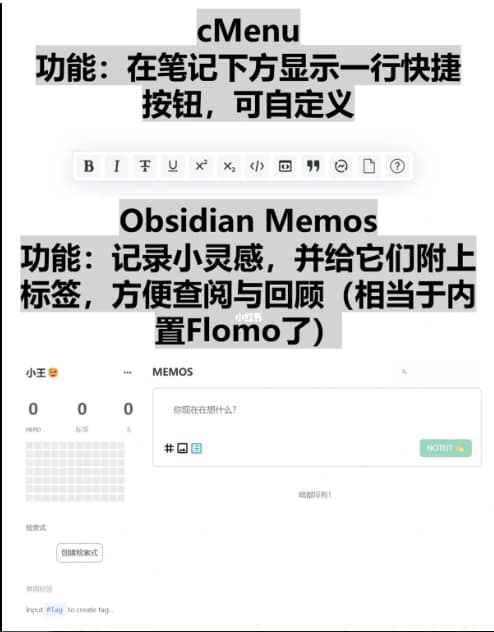 cMenu
功能：在笔记下方显示一行快捷
按钮，可自定义
B I T U X² X₂ </>
Obsidian Memos
功能：记录小灵感，并给它们附上
标签，方便查阅与回顾（相当于内
小红书
置Flomo了）
小王 ··· MEMOS
你现在在想什么？
0 0 0
MEMO 标签 天
# NOTEIT
啥都没有！
检索式
创建检索式
常用标签
Input #Tag to create tag...